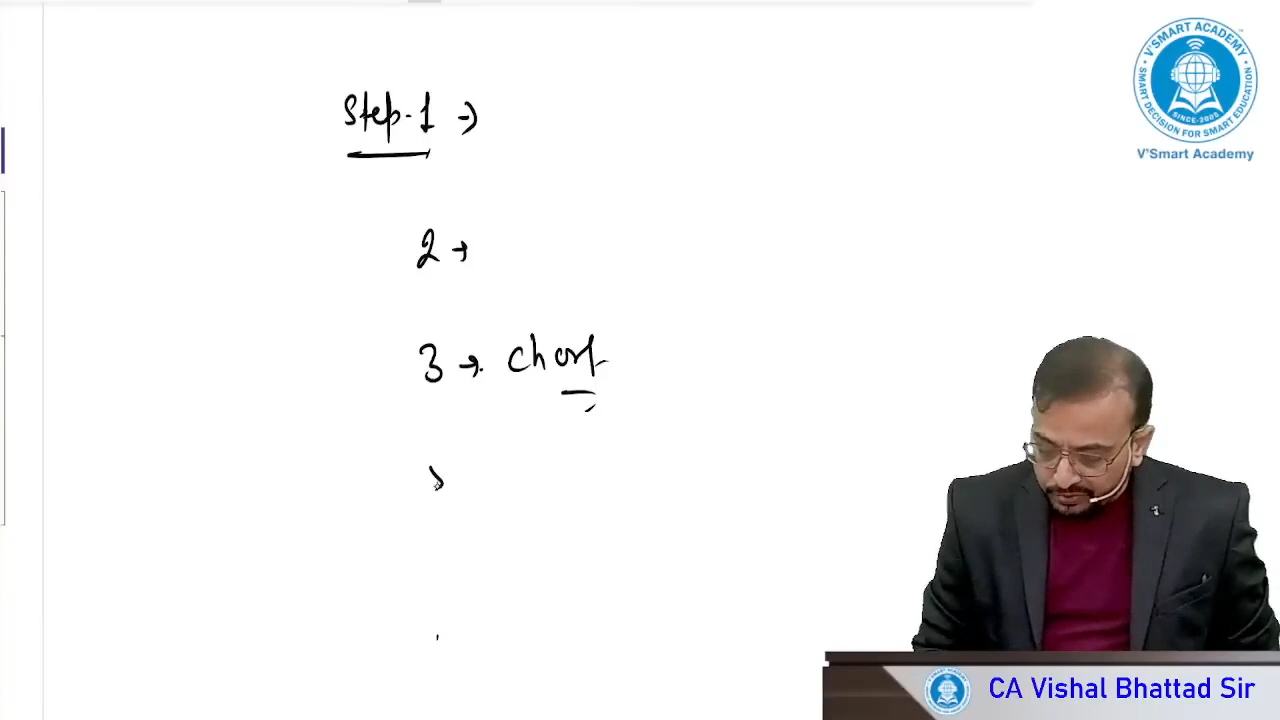 Step-1 →
2 →
3 → Chart
V'SMART ACADEMY
SMART DECISION FOR SMART EDUCATION
SINCE-2005
V'Smart Academy
CA Vishal Bhattad Sir